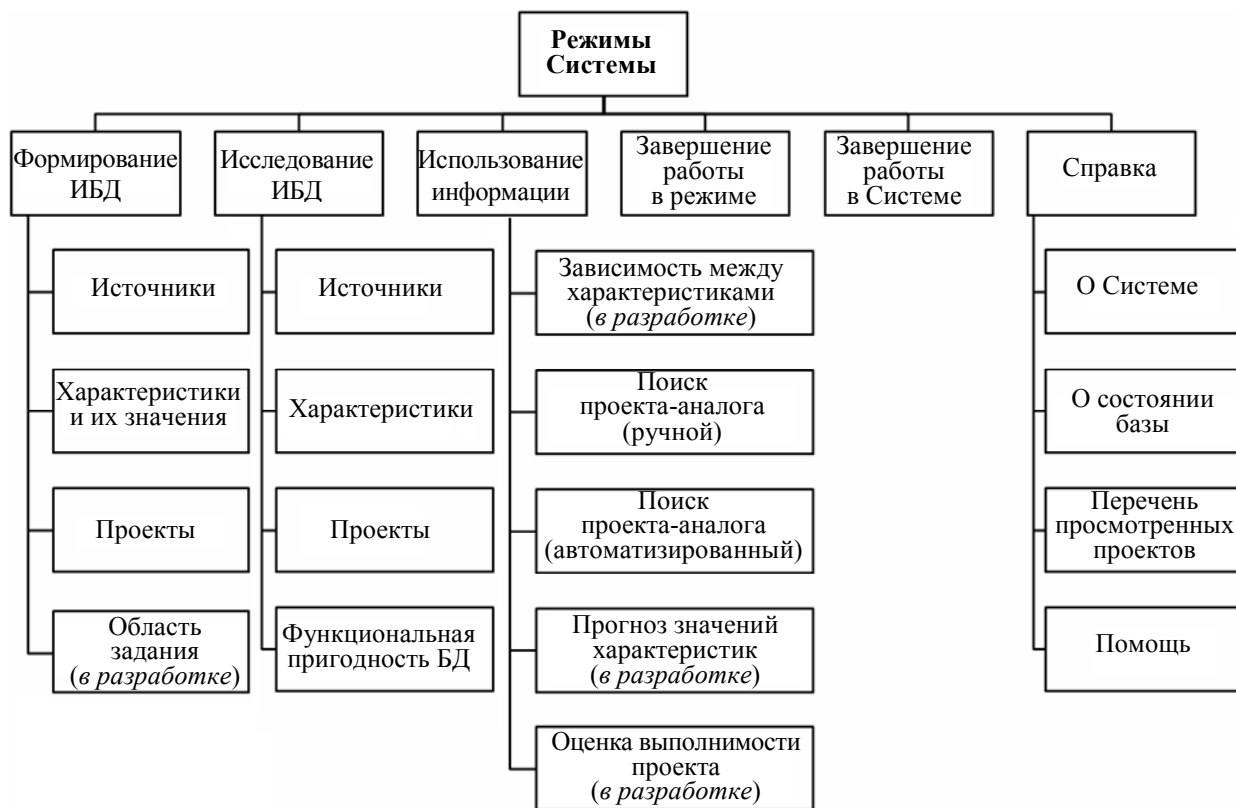 Режимы
Системы
Формирование
ИБД
Исследование
ИБД
Использование
информации
Завершение
работы
в режиме
Завершение
работы
в Системе
Справка
Источники
Характеристики
и их значения
Проекты
Область
задания
(в разработке)
Источники
Характеристики
Проекты
Функциональная
пригодность БД
Зависимость между
характеристиками
(в разработке)
Поиск
проекта-аналога
(ручной)
Поиск
проекта-аналога
(автоматизированный)
Прогноз значений
характеристик
(в разработке)
Оценка выполнимости
проекта
(в разработке)
О Системе
О состоянии
базы
Перечень
просмотренных
проектов
Помощь